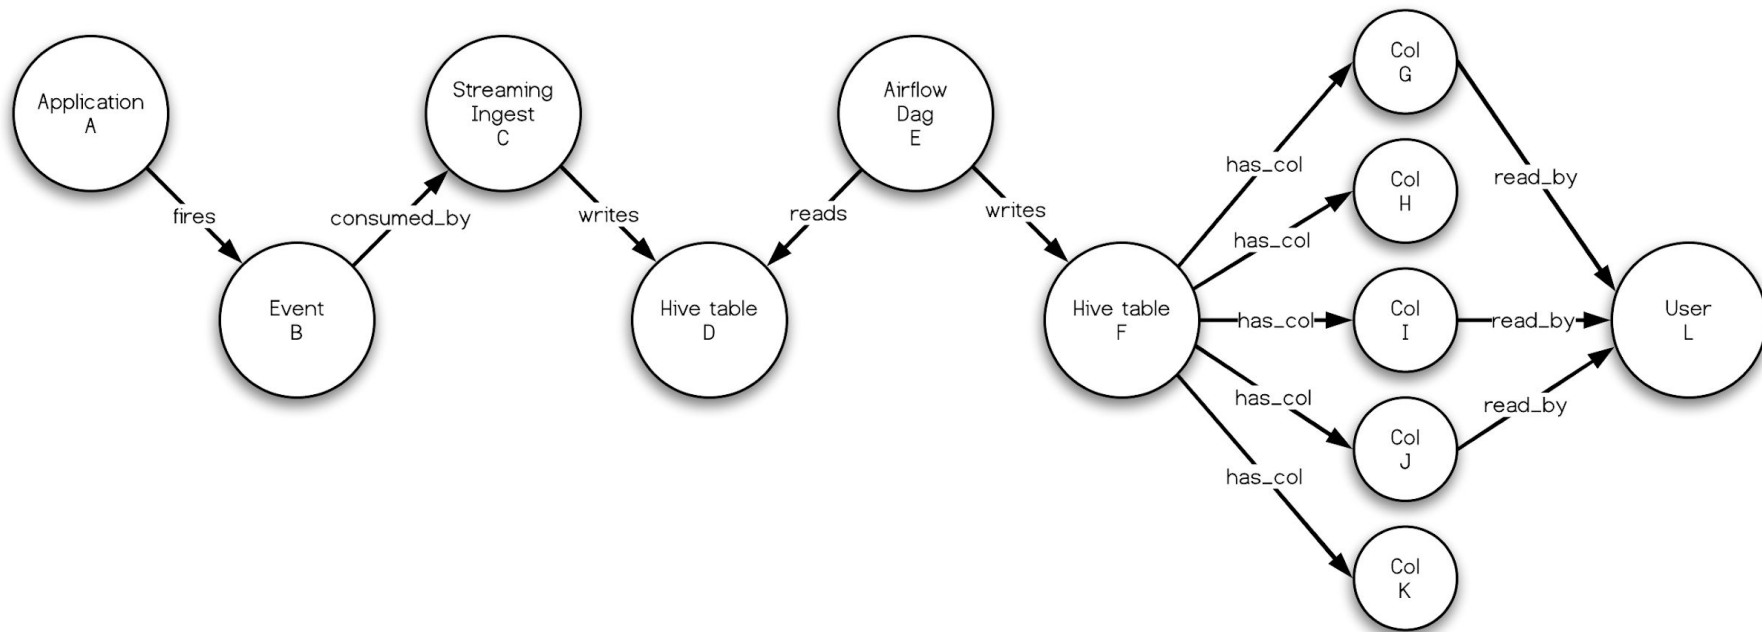 Application
A
fires
Event
B
consumed_by
Streaming
Ingest
C
writes
Hive table
D
reads
Airflow
Dag
E
writes
Hive table
F
has_col
has_col
has_col
has_col
has_col
Col
G
Col
H
Col
I
Col
J
Col
K
read_by
read_by
read_by
User
L